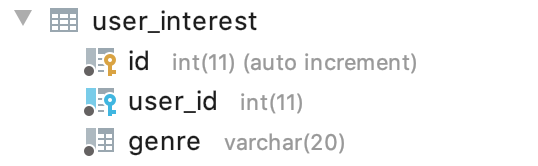 user_interest
id int(11) (auto increment)
user_id int(11)
genre varchar(20)